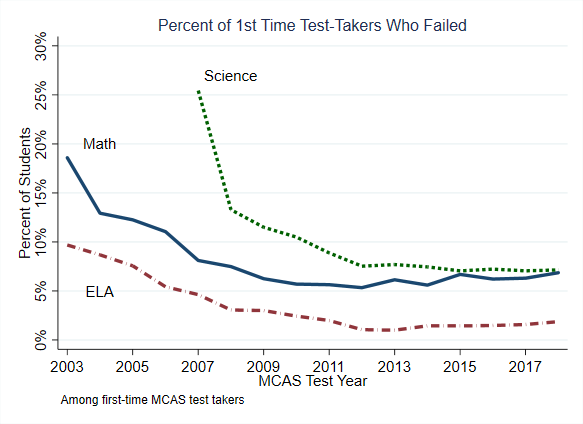 Percent of 1st Time Test-Takers Who Failed
Percent of Students
30%
25%
20%
15%
10%
5%
0%
Science
Math
ELA
2003 2005 2007 2009 2011 2013 2015 2017
MCAS Test Year
Among first-time MCAS test takers